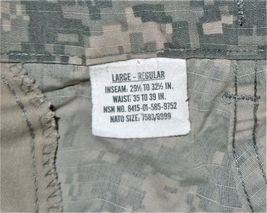 LARGE - REGULAR
INSEAM: 29½ TO 32½ IN.
WAIST: 35 TO 39 IN.
NSN NO. 8415-01-585-9752
NATO SIZE: 7583/8999